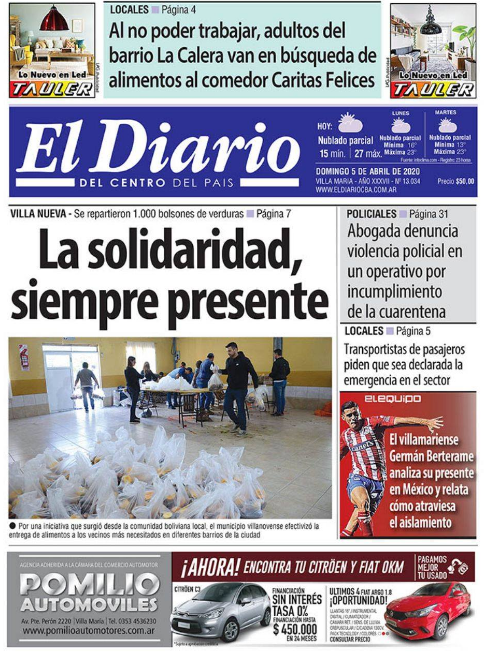 LOCALES Página 4
Al no poder trabajar, adultos del
barrio La Calera van en búsqueda de
alimentos al comedor Caritas Felices
Lo Nuevo en Led
TAULER
Lo Nuevo en Led
TAULER
El Diario
DEL CENTRO DEL PAIS
HOY:
Nublado parcial
15 mín. 27 máx.
LUNES
Nublado parcial
Mínima 16°
Máxima 23°
MARTES
Nublado parcial
Mínima 13°
Máxima 23°
Fuente: infoclima.com - Registro: 23 horas
DOMINGO 5 DE ABRIL DE 2020
VILLA MARIA - AÑO XXXVII - Nº 13.034
WWW.ELDIARIOCBA.COM.AR
Precio $50,00
VILLA NUEVA - Se repartieron 1.000 bolsones de verduras Página 7
La solidaridad,
siempre presente
Por una iniciativa que surgió desde la comunidad boliviana local, el municipio villanovense efectivizó la
entrega de alimentos a los vecinos más necesitados en diferentes barrios de la ciudad
POLICIALES Página 31
Abogada denuncia
violencia policial en
un operativo por
incumplimiento
de la cuarentena
LOCALES Página 5
Transportistas de pasajeros
piden que sea declarada la
emergencia en el sector
ELEQUIPO
El villamariense
Germán Berterame
analiza su presente
en México y relata
cómo atraviesa
el aislamiento
AGENCIA ADHERIDA A LA CÁMARA DEL COMERCIO AUTOMOTOR
POMILIO
AUTOMOVILES
Av. Pte. Perón 2220 | Villa María | Tel. 0353 4536230
www.pomilioautomotores.com.ar
¡AHORA! ENCONTRA TU CITROËN Y FIAT 0KM
PAGAMOS
MEJOR
TU USADO
CITROËN C3
FINANCIACIÓN
SIN INTERÉS
TASA 0%
FINANCIACIÓN HASTA
$ 450.000
EN 24 MESES
ULTIMOS 4 FIAT ARGO 1.8
¡OPORTUNIDAD!